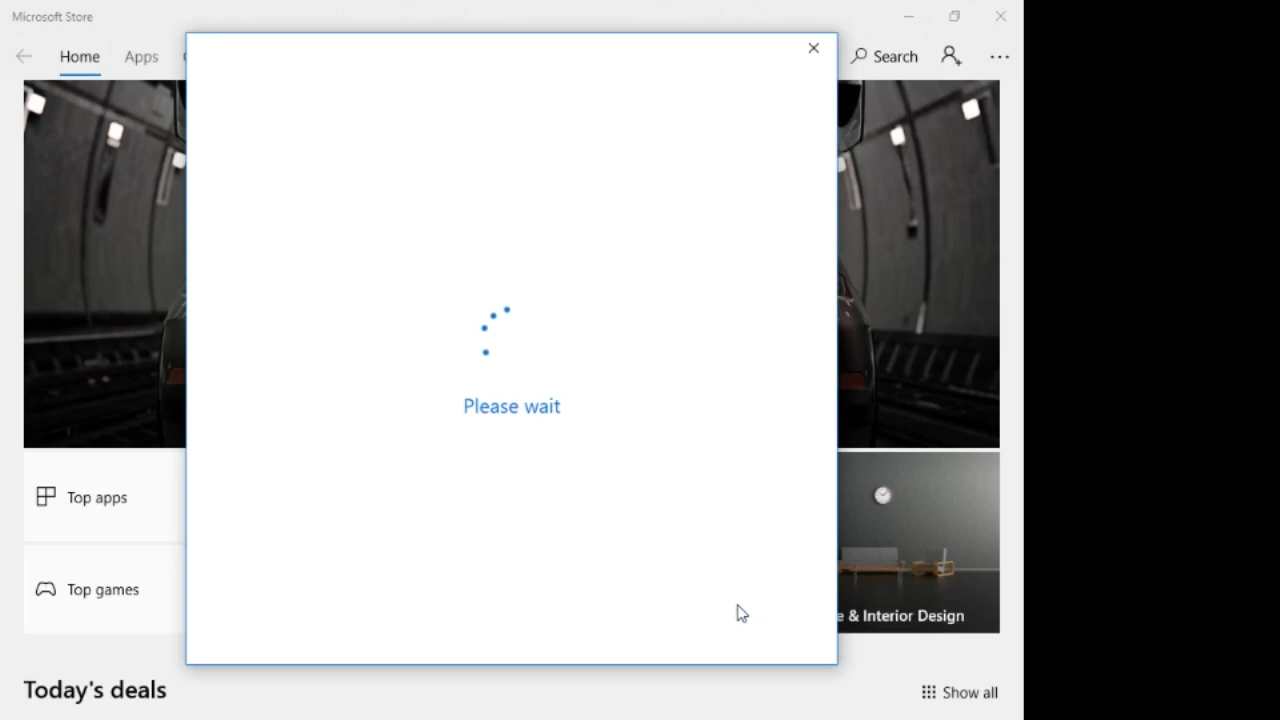 Microsoft Store
Home
Apps
Search
Please wait
Top apps
Top games
e & Interior Design
Today's deals
Show all